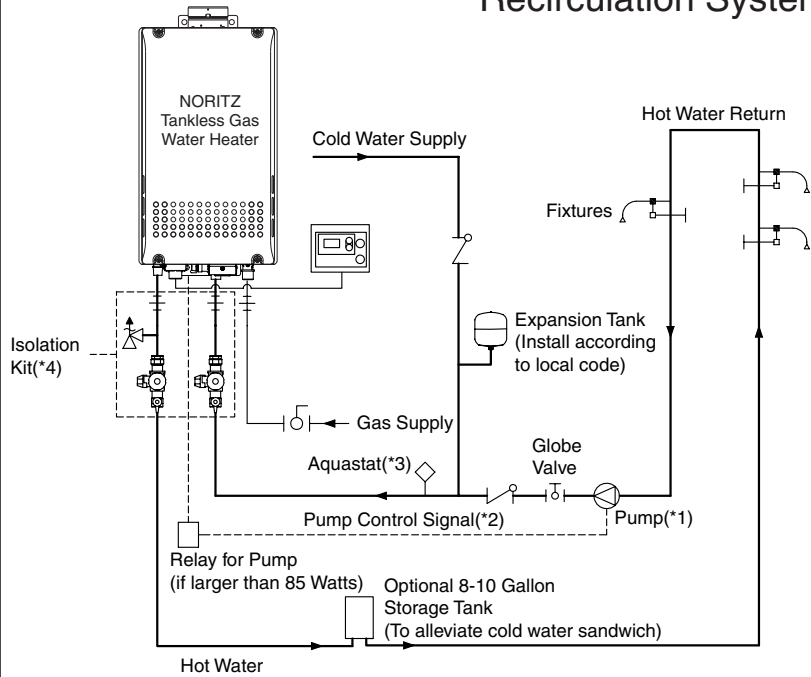 Recirculation System
NORITZ
Tankless Gas
Water Heater
Hot Water Return
Cold Water Supply
Fixtures
Expansion Tank
(Install according
to local code)
Isolation
Kit(*4)
Gas Supply
Globe
Valve
Aquastat(*3)
Pump Control Signal(*2)
Pump(*1)
Relay for Pump
(if larger than 85 Watts)
Optional 8-10 Gallon
Storage Tank
(To alleviate cold water sandwich)
Hot Water